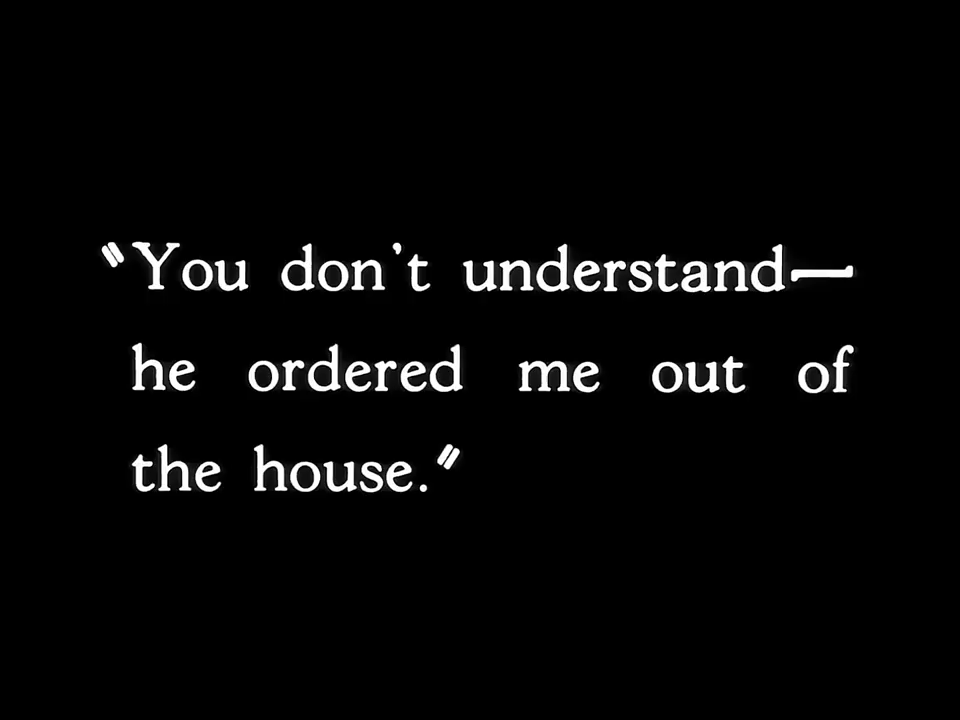 "You don't understand—
he ordered me out of
the house."